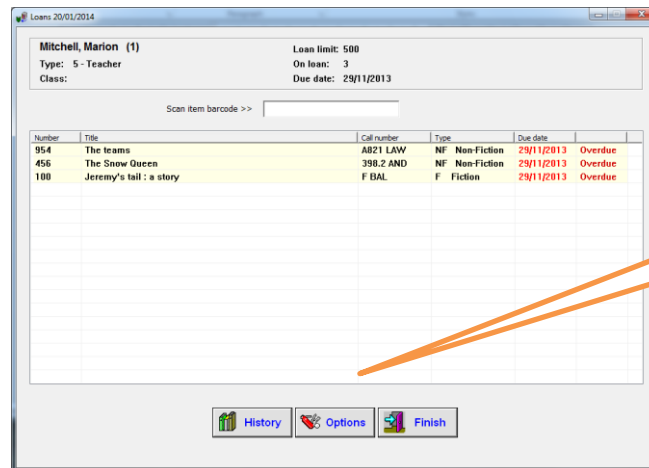 Loans 20/01/2014
Mitchell, Marion (1)
Loan limit: 500
Type: 5 - Teacher
On loan: 3
Class:
Due date: 29/11/2013
Scan item barcode >>
Number Title Call number Type Due date
954 The teams A821 LAW NF Non-Fiction 29/11/2013 Overdue
456 The Snow Queen 398.2 AND NF Non-Fiction 29/11/2013 Overdue
100 Jeremy's tail : a story F BAL F Fiction 29/11/2013 Overdue
History Options Finish